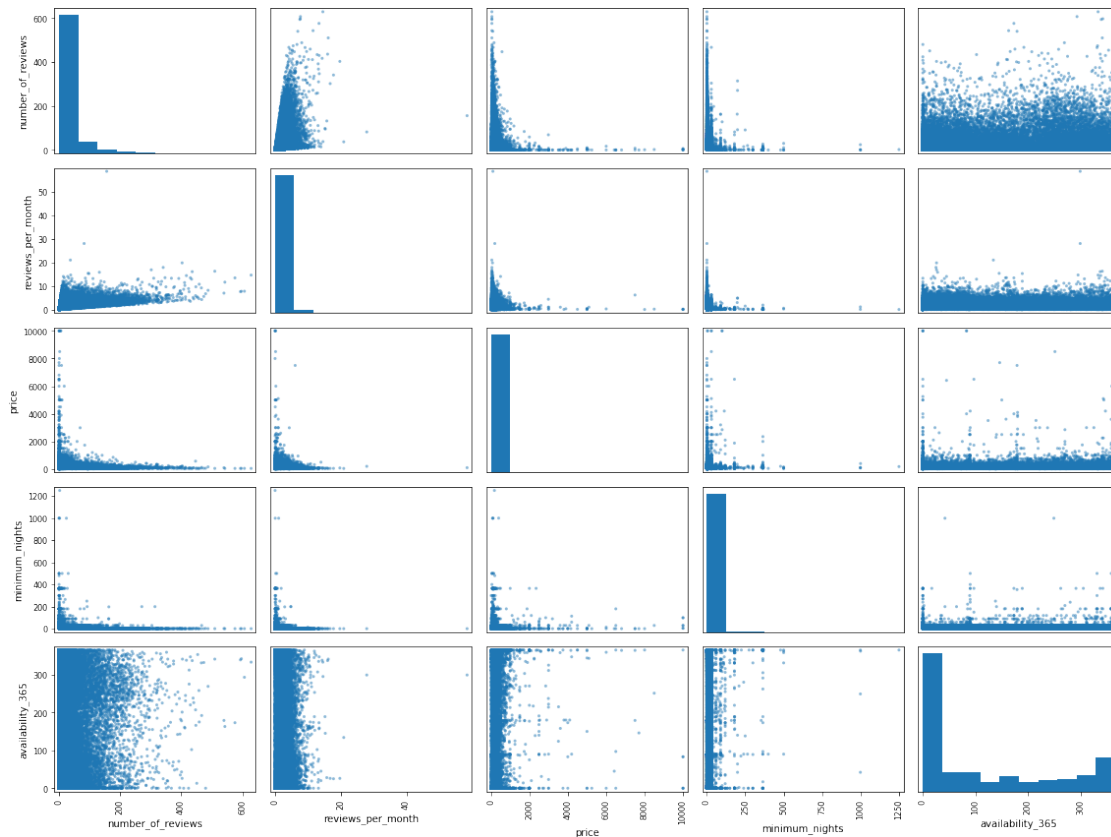 number_of_reviews
600
400
200
0
reviews_per_month
50
40
30
20
10
0
price
10000
8000
6000
4000
2000
0
minimum_nights
1200
1000
800
600
400
200
0
availability_365
300
200
100
0
0 200 400 600
number_of_reviews
0 20 40
reviews_per_month
0 2000 4000 6000 8000 10000
price
0 250 500 750 1000 1250
minimum_nights
0 100 200 300
availability_365